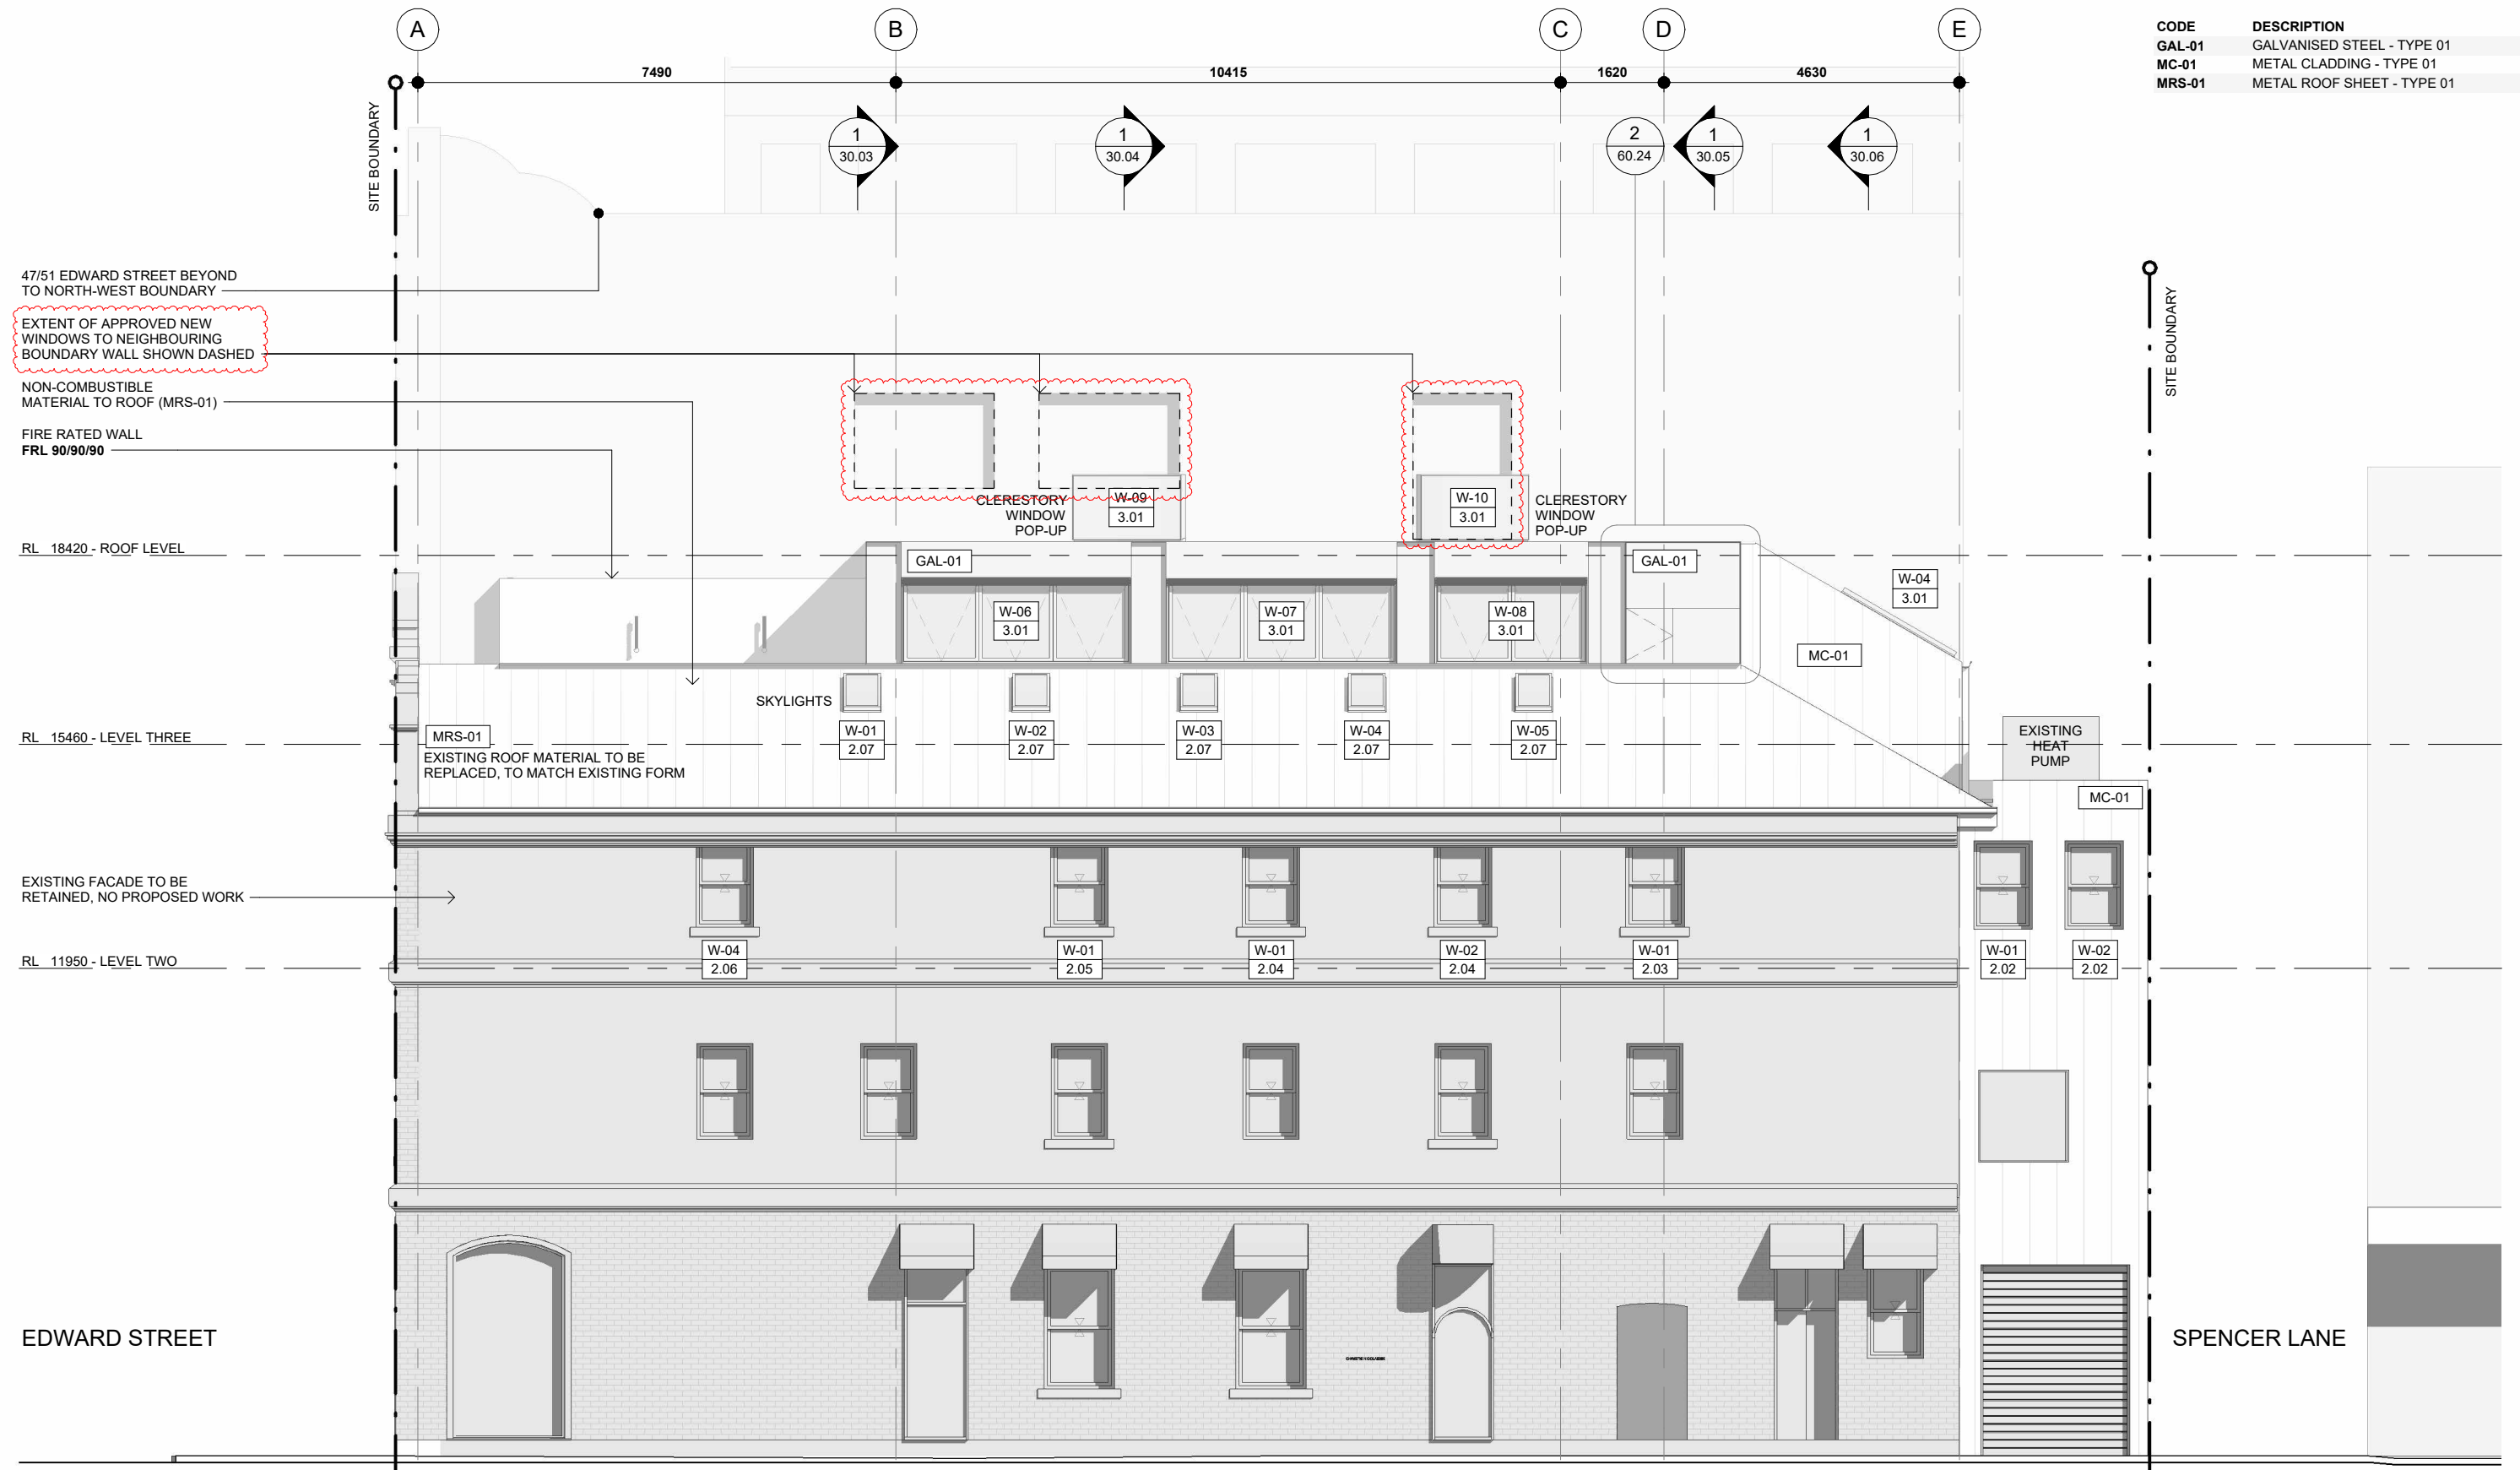 A
B
C
D
E
CODE DESCRIPTION
GAL-01 GALVANISED STEEL - TYPE 01
MC-01 METAL CLADDING - TYPE 01
MRS-01 METAL ROOF SHEET - TYPE 01
7490
10415
1620
4630
SITE BOUNDARY
1
30.03
1
30.04
2
60.24
1
30.05
1
30.06
47/51 EDWARD STREET BEYOND
TO NORTH-WEST BOUNDARY
SITE BOUNDARY
EXTENT OF APPROVED NEW
WINDOWS TO NEIGHBOURING
BOUNDARY WALL SHOWN DASHED
NON-COMBUSTIBLE
MATERIAL TO ROOF (MRS-01)
FIRE RATED WALL
FRL 90/90/90
CLERESTORY
WINDOW
POP-UP
W-09
3.01
W-10
3.01
CLERESTORY
WINDOW
POP-UP
RL 18420 - ROOF LEVEL
GAL-01
GAL-01
W-04
3.01
W-06
3.01
W-07
3.01
W-08
3.01
MC-01
SKYLIGHTS
W-01
2.07
W-02
2.07
W-03
2.07
W-04
2.07
W-05
2.07
RL 15460 - LEVEL THREE
MRS-01
EXISTING ROOF MATERIAL TO BE
REPLACED, TO MATCH EXISTING FORM
EXISTING
HEAT
PUMP
MC-01
EXISTING FACADE TO BE
RETAINED, NO PROPOSED WORK
RL 11950 - LEVEL TWO
W-04
2.06
W-01
2.05
W-01
2.04
W-02
2.04
W-01
2.03
W-01
2.02
W-02
2.02
EDWARD STREET
SPENCER LANE